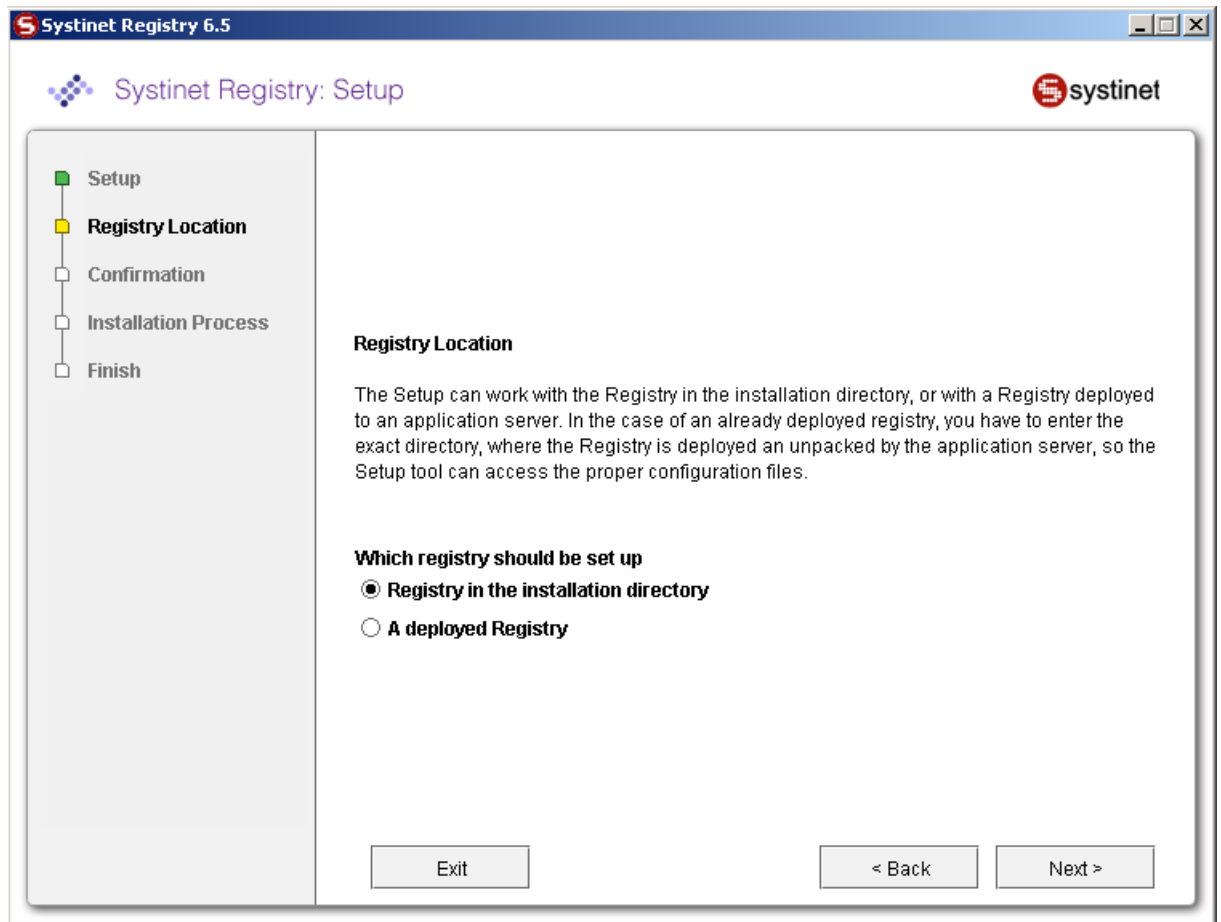 Systinet Registry 6.5
Systinet Registry: Setup
systinet
Setup
Registry Location
Confirmation
Installation Process
Finish
Registry Location
The Setup can work with the Registry in the installation directory, or with a Registry deployed
to an application server. In the case of an already deployed registry, you have to enter the
exact directory, where the Registry is deployed an unpacked by the application server, so the
Setup tool can access the proper configuration files.
Which registry should be set up
Registry in the installation directory
A deployed Registry
Exit
< Back
Next >